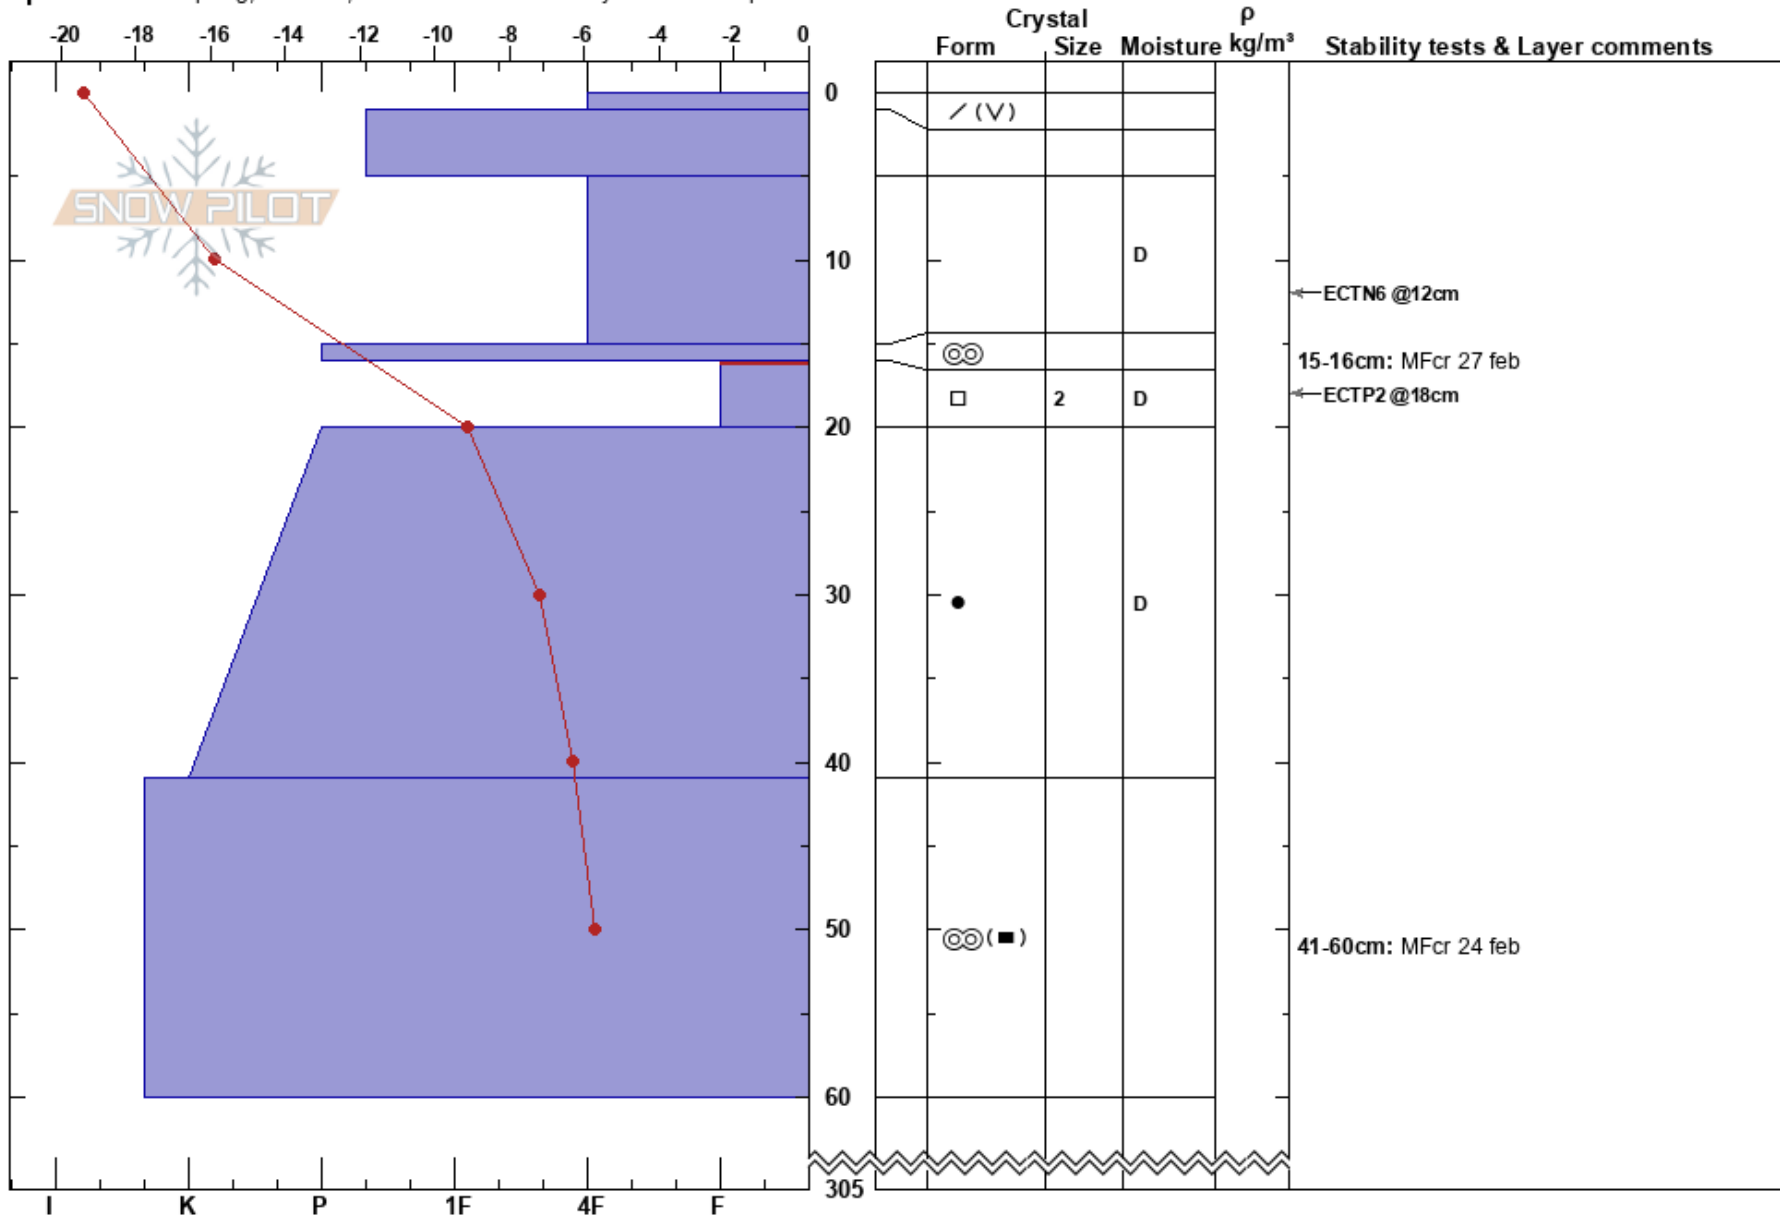 Crystal
ρ
Form Size Moisture kg/m³ Stability tests & Layer comments
-20 -18 -16 -14 -12 -10 -8 -6 -4 -2 0
0
SNOW PILOT
10 D
ECTN6 @12cm
15-16cm: MFcr 27 feb
2 D ECTP2 @18cm
20
30 D
40
50
41-60cm: MFcr 24 feb
60
305
I K P 1F 4F F